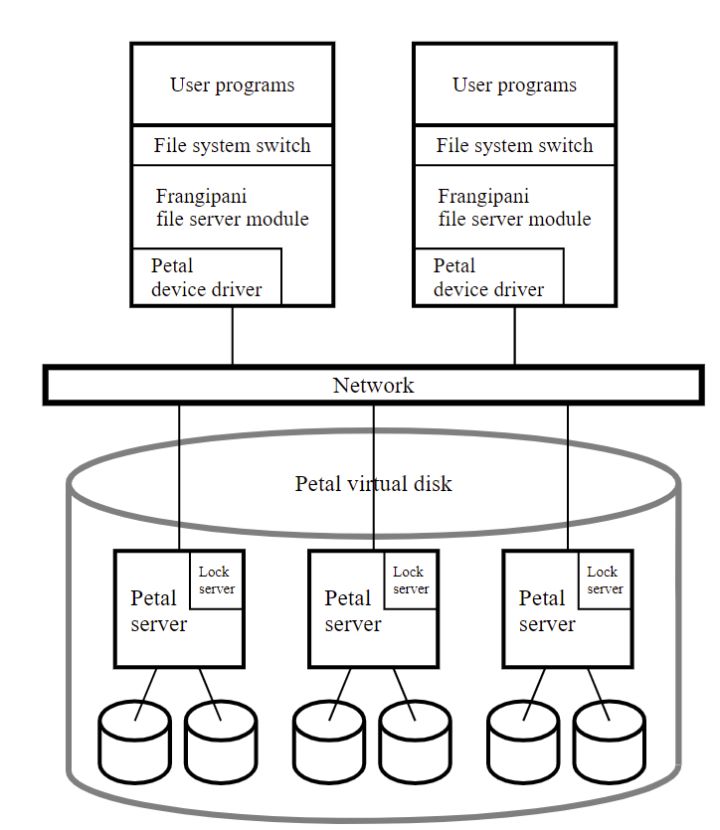 User programs
File system switch
Frangipani
file server module
Petal
device driver
User programs
File system switch
Frangipani
file server module
Petal
device driver
Network
Petal virtual disk
Petal
server
Lock
server
Petal
server
Lock
server
Petal
server
Lock
server